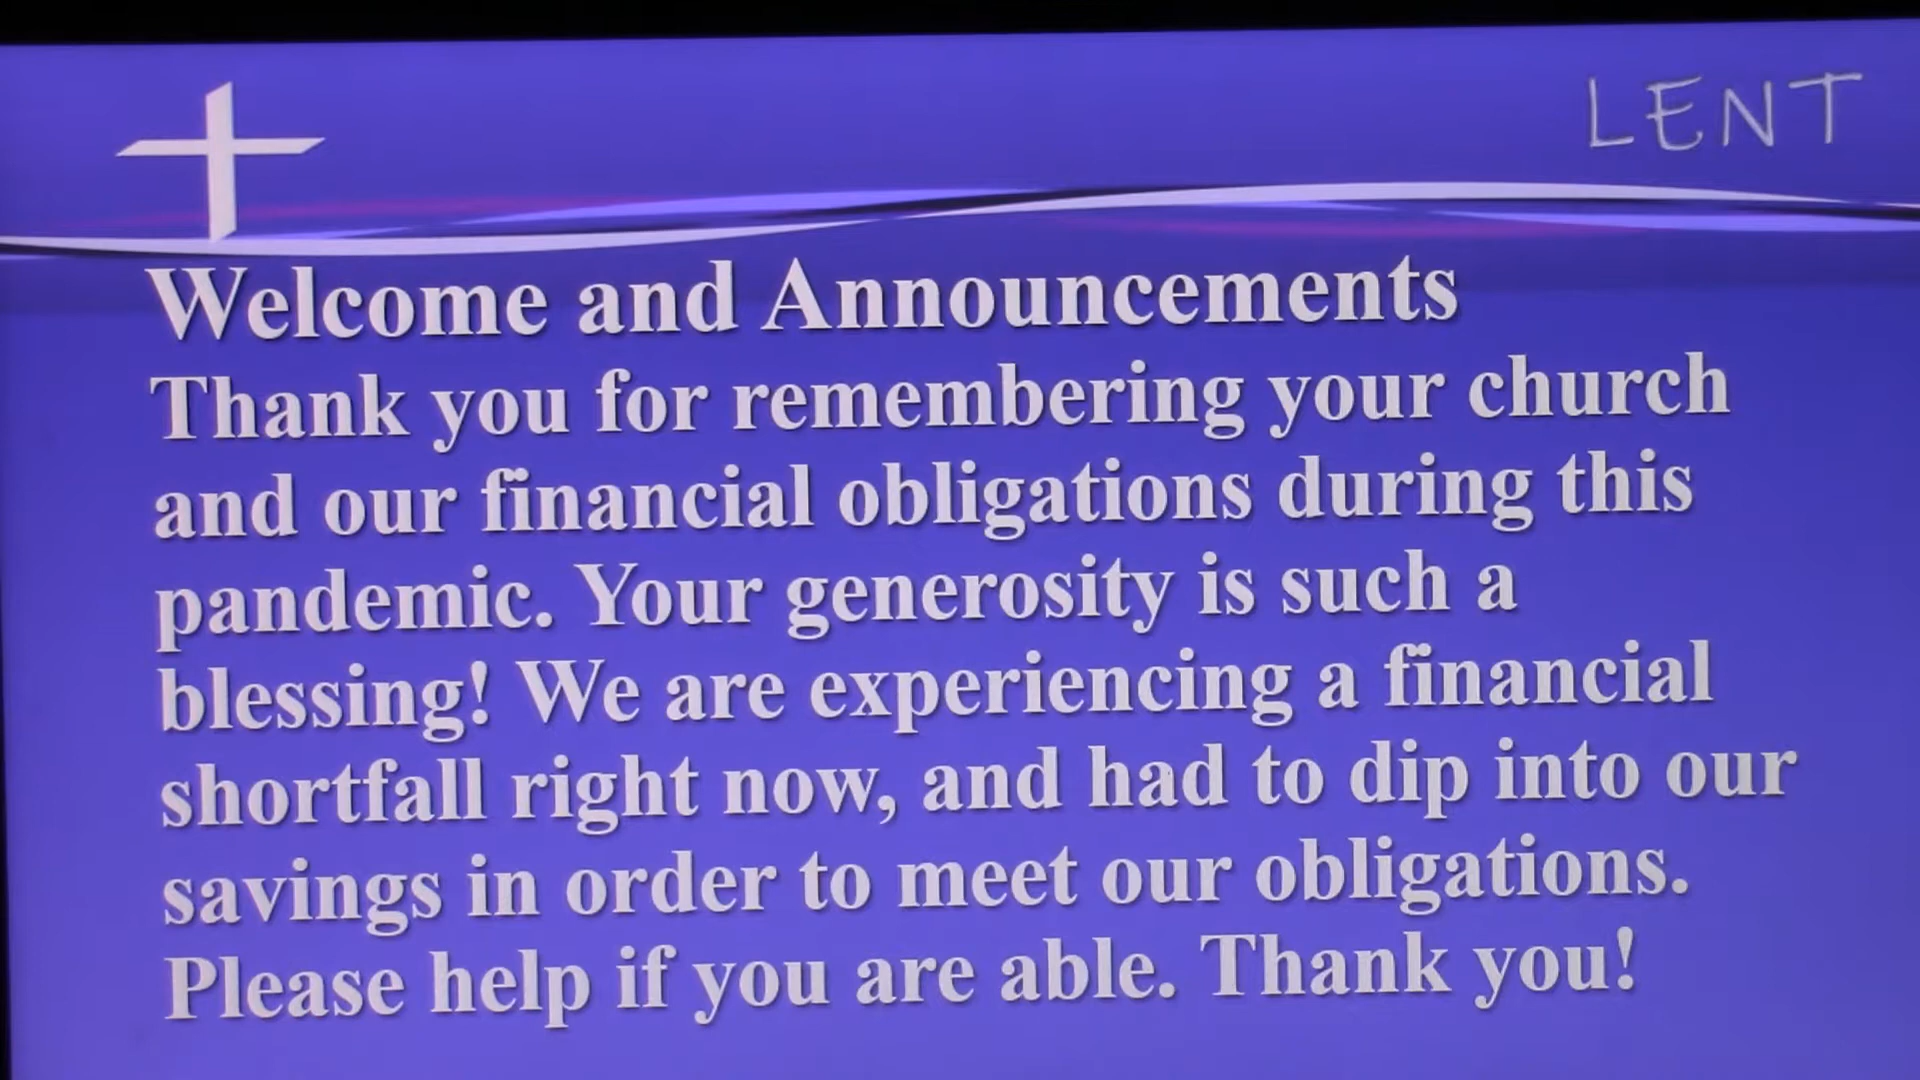 LENT
Welcome and Announcements
Thank you for remembering your church
and our financial obligations during this
pandemic. Your generosity is such a
blessing! We are experiencing a financial
shortfall right now, and had to dip into our
savings in order to meet our obligations.
Please help if you are able. Thank you!